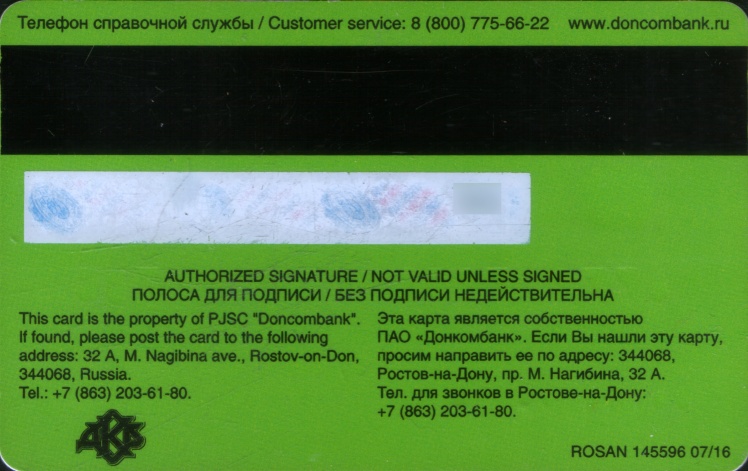 Телефон справочной службы / Customer service: 8 (800) 775-66-22 www.doncombank.ru
AUTHORIZED SIGNATURE / NOT VALID UNLESS SIGNED
ПОЛОСА ДЛЯ ПОДПИСИ / БЕЗ ПОДПИСИ НЕДЕЙСТВИТЕЛЬНА
This card is the property of PJSC "Doncombank".
If found, please post the card to the following
address: 32 A, M. Nagibina ave., Rostov-on-Don,
344068, Russia.
Tel.: +7 (863) 203-61-80.
Эта карта является собственностью
ПАО «Донкомбанк». Если Вы нашли эту карту,
просим направить ее по адресу: 344068,
Ростов-на-Дону, пр. М. Нагибина, 32 А.
Тел. для звонков в Ростове-на-Дону:
+7 (863) 203-61-80.
ДКБ
ROSAN 145596 07/16